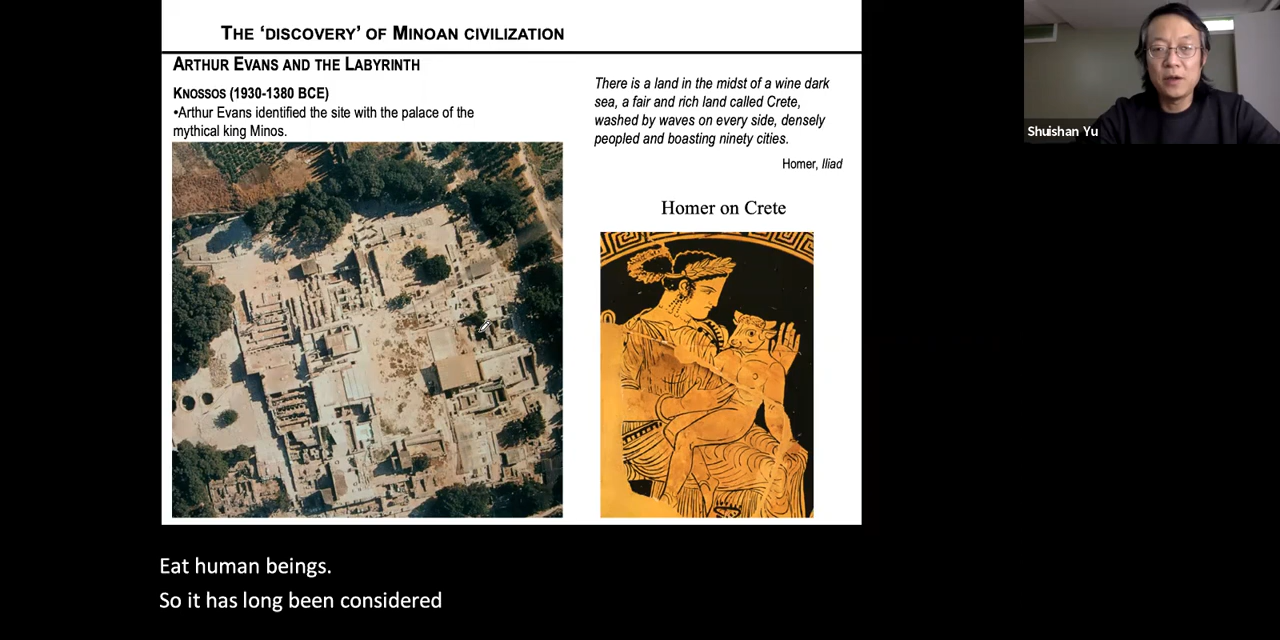 THE ‘DISCOVERY’ OF MINOAN CIVILIZATION
ARTHUR EVANS AND THE LABYRINTH
KNOSSOS (1930-1380 BCE)
•Arthur Evans identified the site with the palace of the
mythical king Minos.
There is a land in the midst of a wine dark
sea, a fair and rich land called Crete,
washed by waves on every side, densely
peopled and boasting ninety cities.
Homer, Iliad
Homer on Crete
Shuishan Yu
Eat human beings.
So it has long been considered